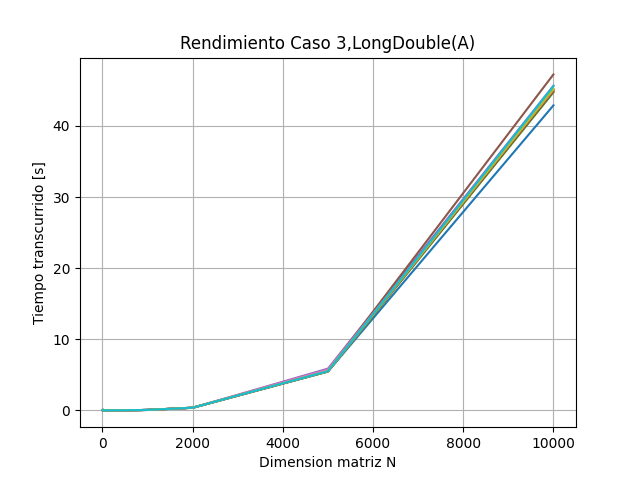 Rendimiento Caso 3,LongDouble(A)
Tiempo transcurrido [s]
40
30
20
10
0
0 2000 4000 6000 8000 10000
Dimension matriz N